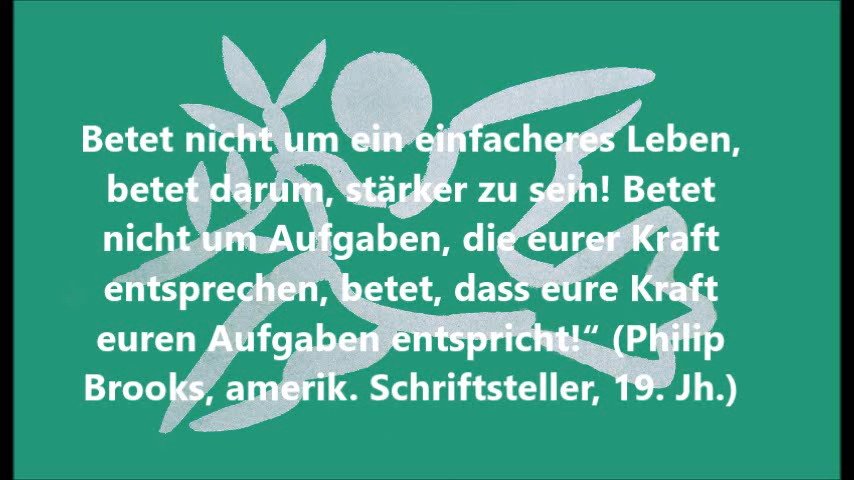 Betet nicht um ein einfacheres Leben,
betet darum, stärker zu sein! Betet
nicht um Aufgaben, die eurer Kraft
entsprechen, betet, dass eure Kraft
euren Aufgaben entspricht!“ (Philip
Brooks, amerik. Schriftsteller, 19. Jh.)